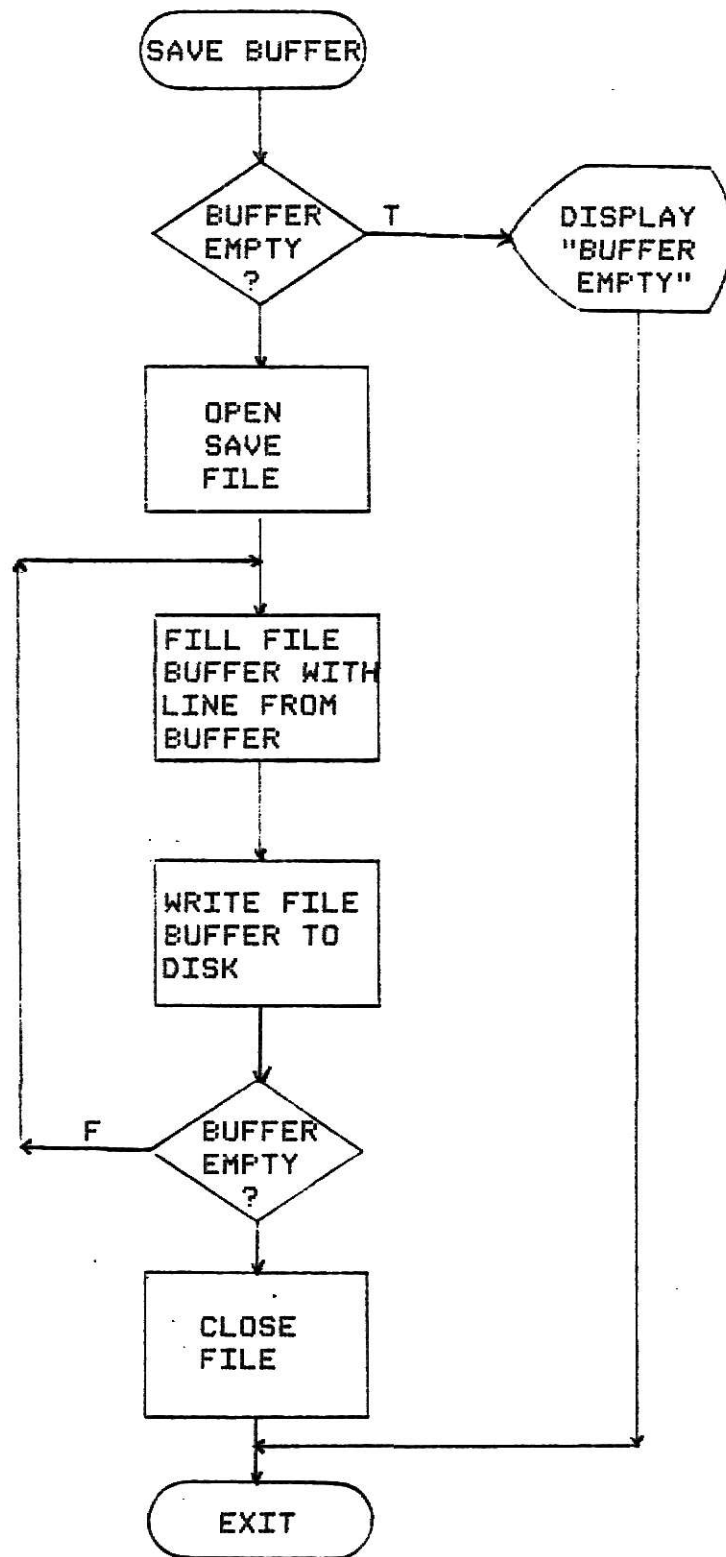 SAVE BUFFER
BUFFER
EMPTY
?
T
DISPLAY
"BUFFER
EMPTY"
OPEN
SAVE
FILE
FILL FILE
BUFFER WITH
LINE FROM
BUFFER
WRITE FILE
BUFFER TO
DISK
F
BUFFER
EMPTY
?
CLOSE
FILE
EXIT